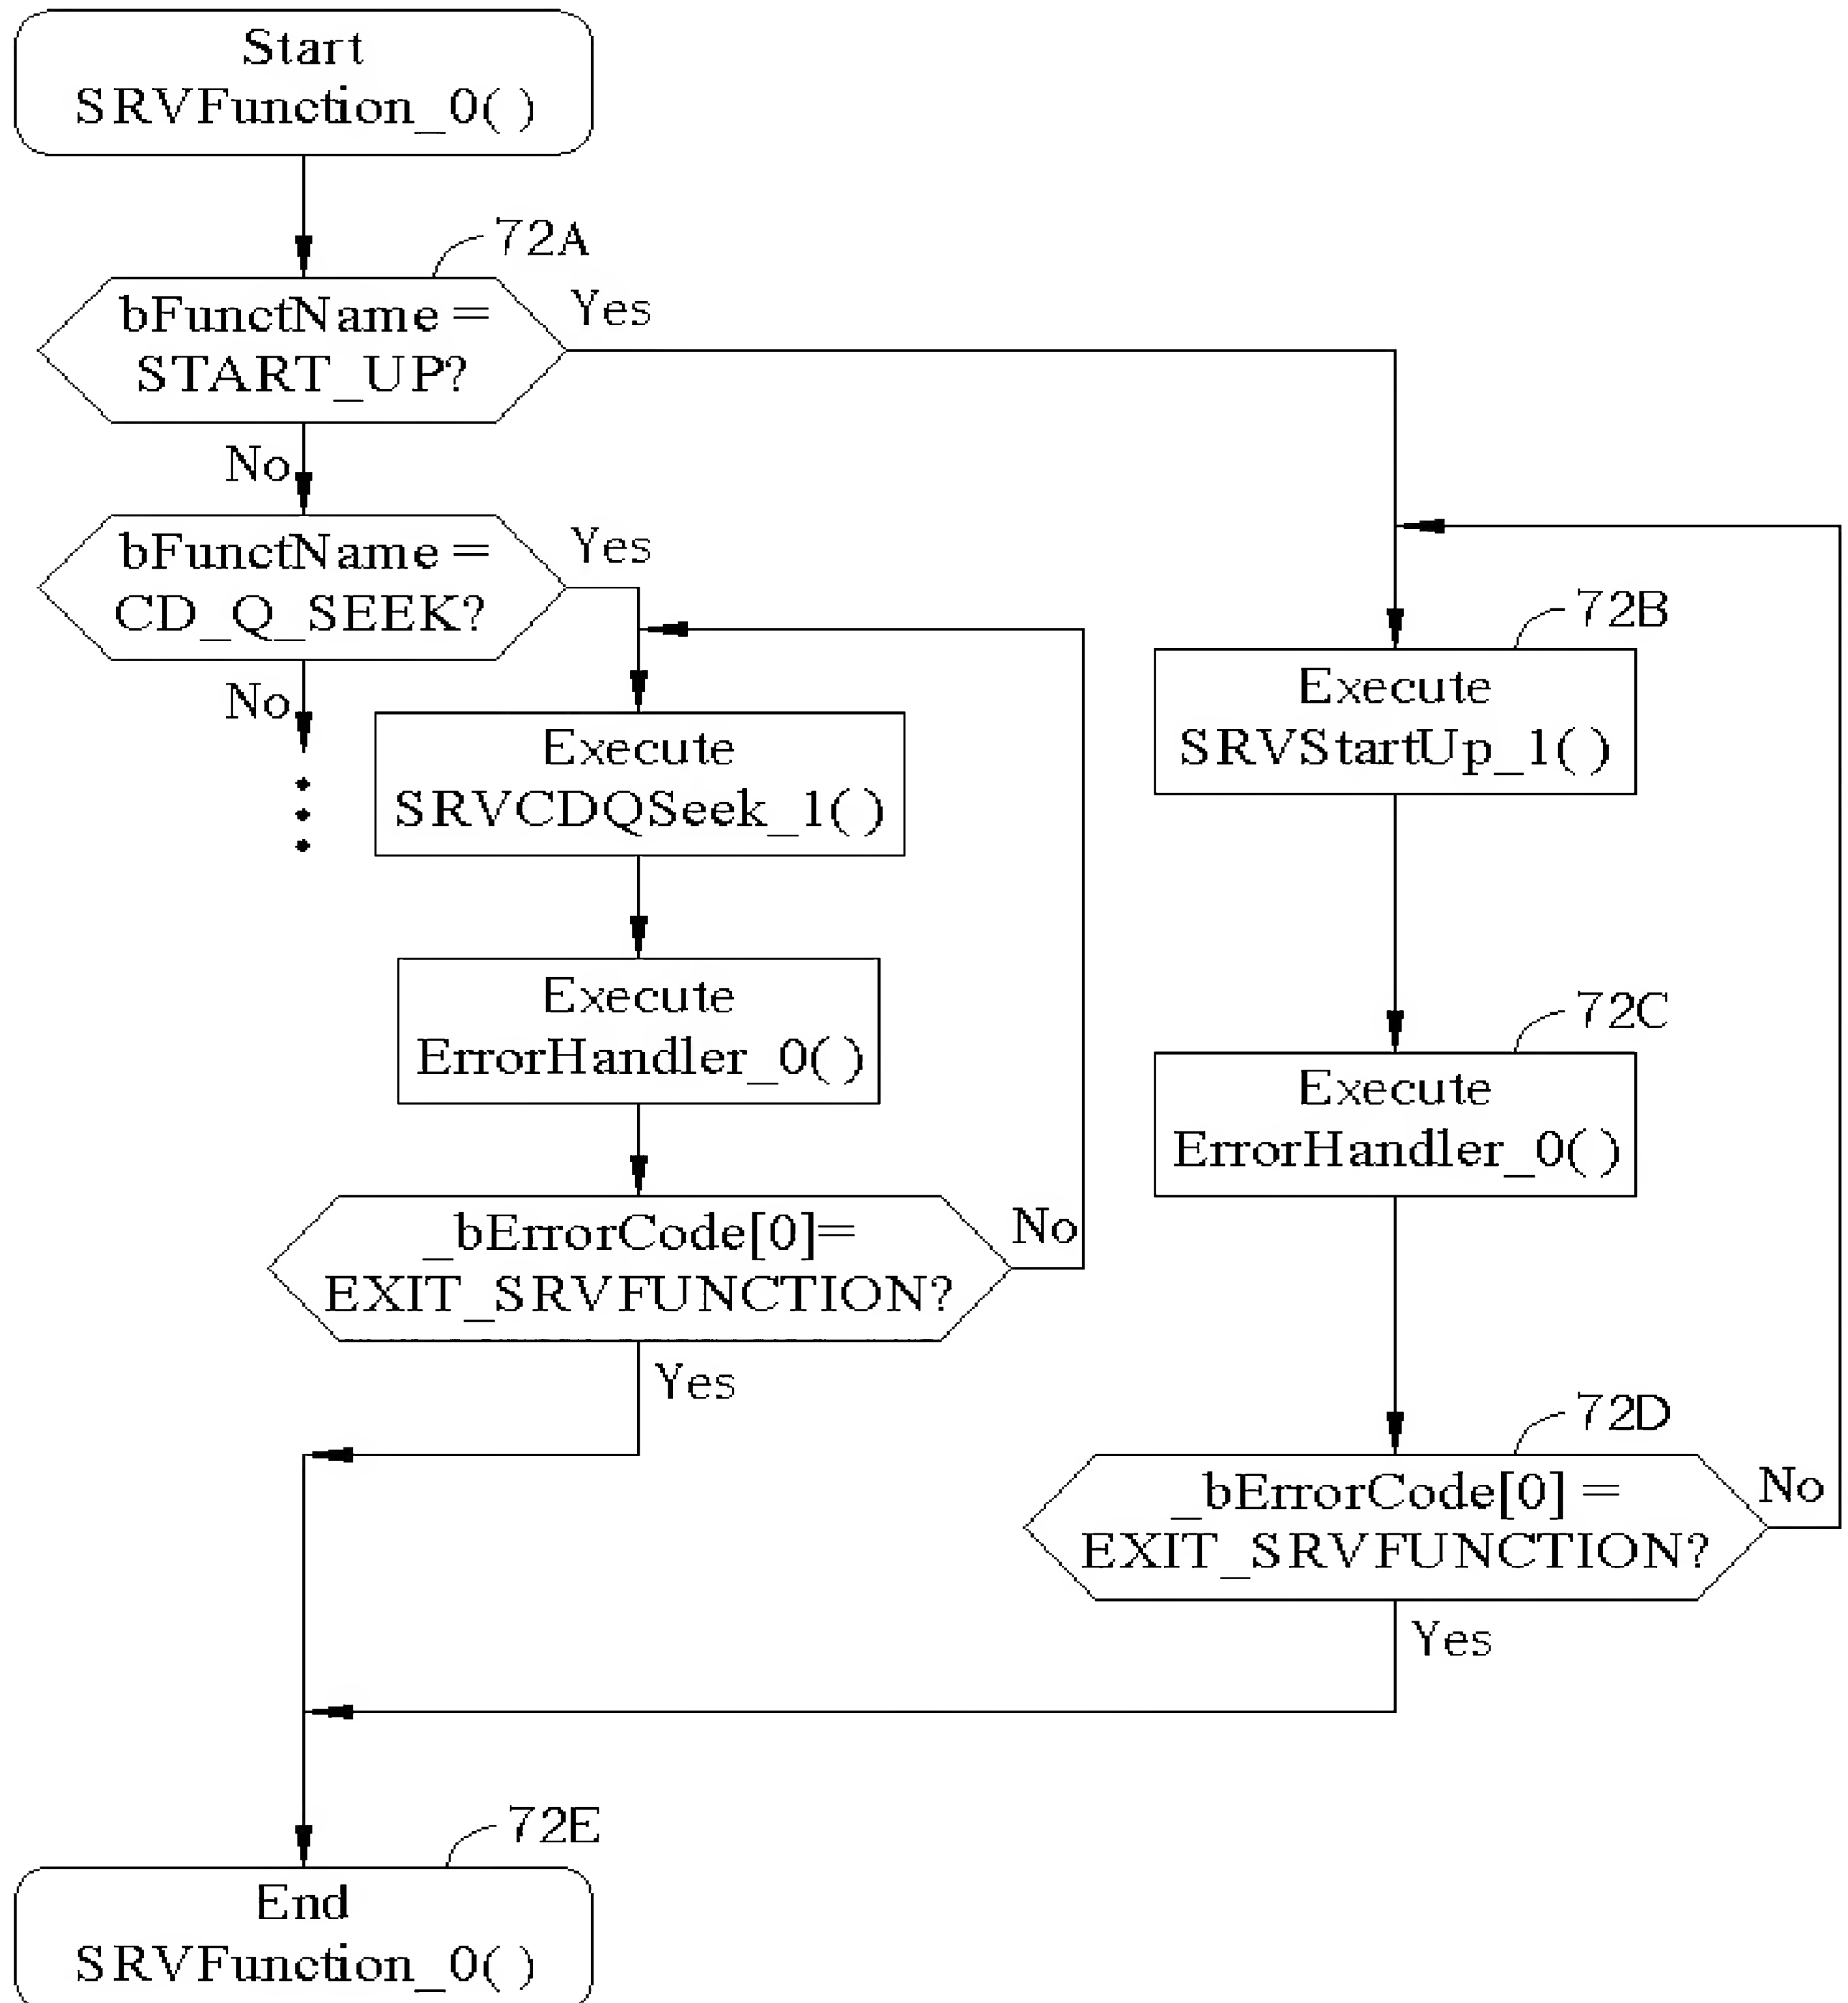 Start
SRVFunction_0( )
72A
bFunctName =
START_UP?
Yes
No
bFunctName =
CD_Q_SEEK?
Yes
No
Execute
SRVCDQSeek_1( )
Execute
ErrorHandler_0( )
_bErrorCode[0]=
EXIT_SRVFUNCTION?
No
Yes
72B
Execute
SRVStartUp_1( )
72C
Execute
ErrorHandler_0( )
72D
_bErrorCode[0] =
EXIT_SRVFUNCTION?
No
Yes
72E
End
SRVFunction_0( )